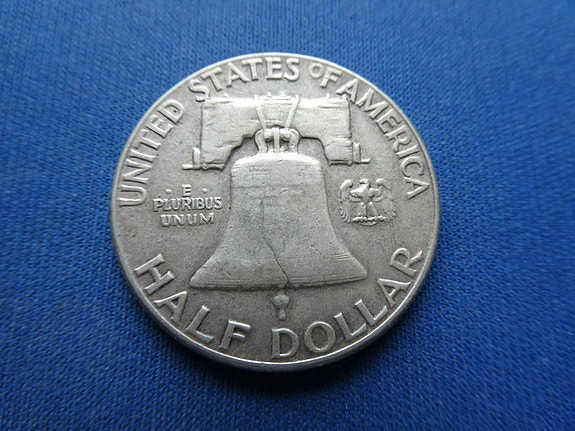 UNITED STATES OF AMERICA
· E ·
PLURIBUS
UNUM
HALF DOLLAR